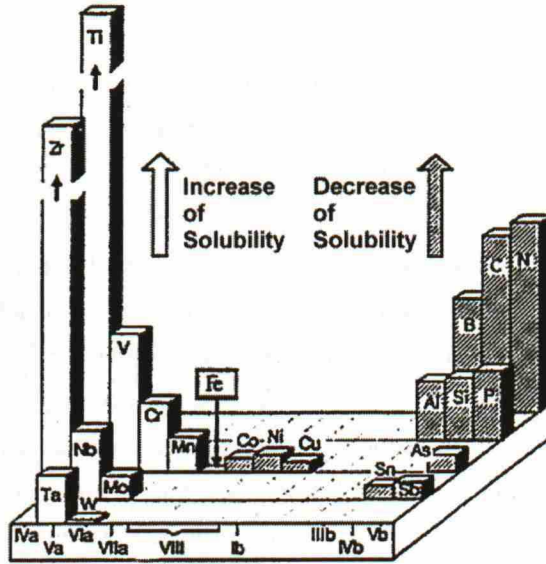 Ti
Zr
Increase
of
Solubility
Decrease
of
Solubility
N
C
B
V
Fe
Al
Si
P
Cr
Nb
Mn
Co
Ni
Cu
As
Ta
W
Mo
Sn
Sb
IVa
Va
VIa
VIIa
VIII
Ib
IIIb
IVb
Vb